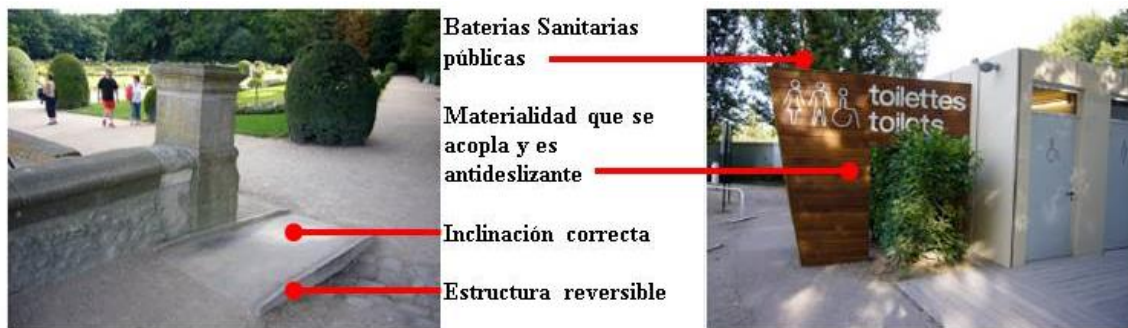 Baterias Sanitarias
públicas
Materialidad que se
acopla y es
antideslizante
Inclinación correcta
Estructura reversible
toilettes
toilets